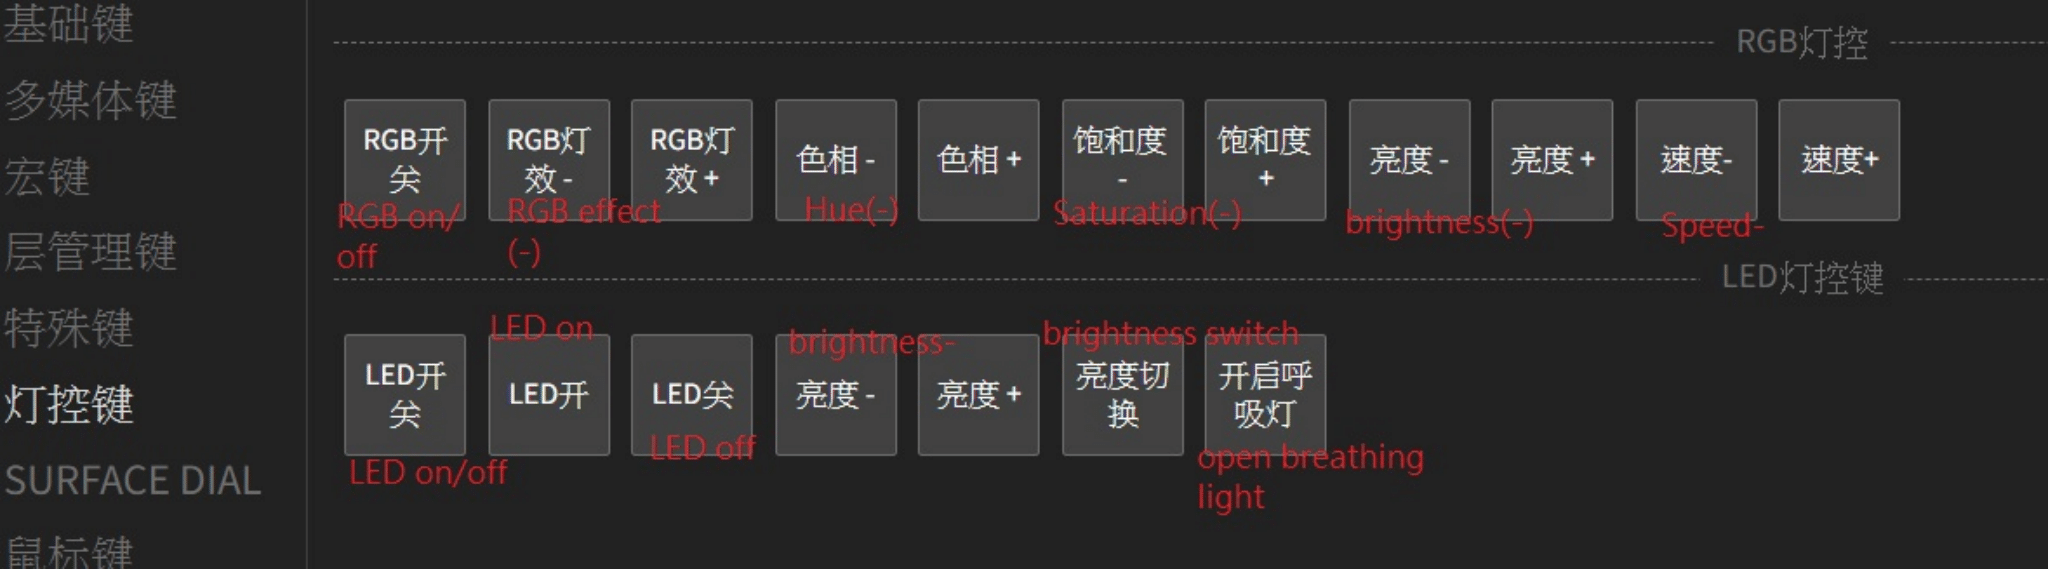 基础键
多媒体键
宏键
层管理键
特殊键
灯控键
SURFACE DIAL
鼠标键
RGB灯控
RGB开
关
RGB灯
效 -
RGB灯
效 +
色相 -
色相 +
饱和度
-
饱和度
+
亮度 -
亮度 +
速度-
速度+
RGB on/
off
RGB effect
(-)
Hue(-)
Saturation(-)
brightness(-)
Speed-
LED灯控键
LED on
brightness-
brightness switch
LED开
关
LED开
LED关
亮度 -
亮度 +
亮度切
换
开启呼
吸灯
LED on/off
LED off
open breathing
light